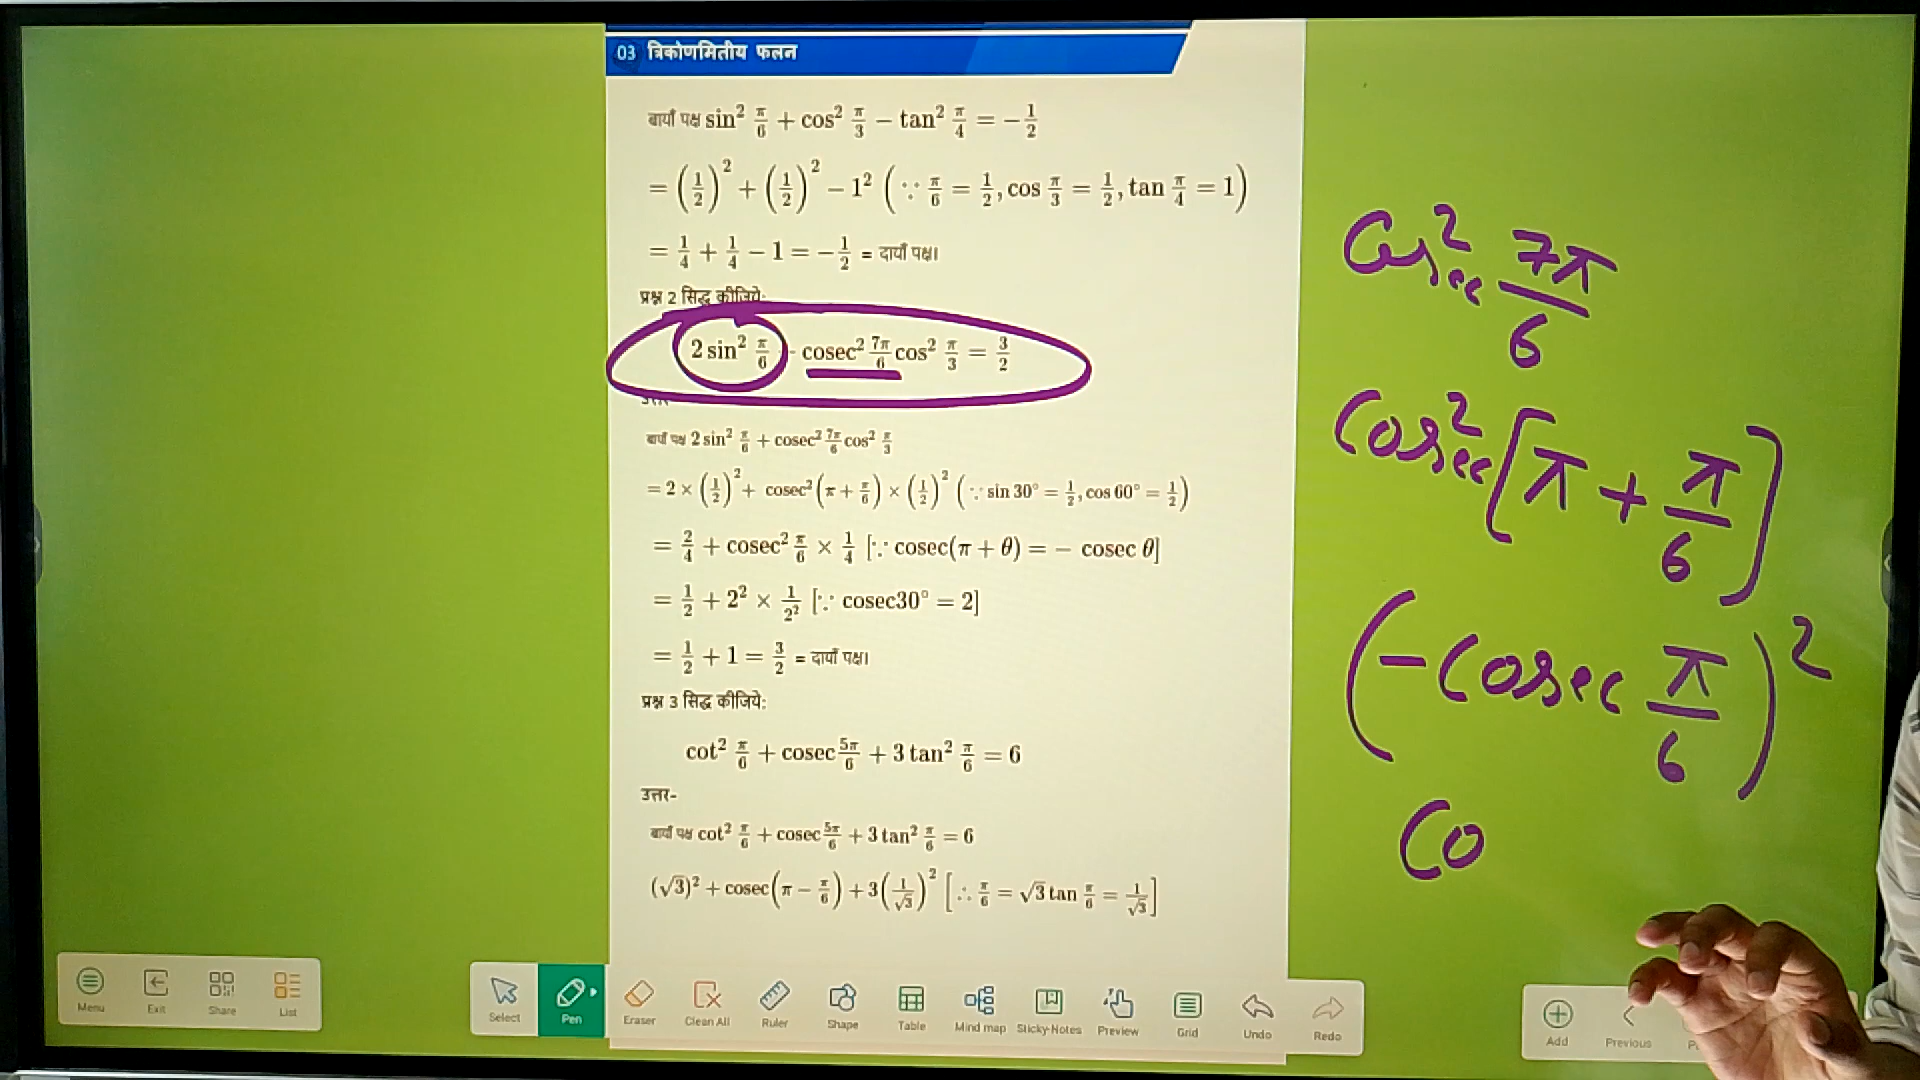 03 त्रिकोणमितीय फलन
बायाँ पक्ष sin² π/6 + cos² π/3 − tan² π/4 = −1/2
= (1/2)² + (1/2)² − 1² (∵ π/6 = 1/2, cos π/3 = 1/2, tan π/4 = 1)
= 1/4 + 1/4 − 1 = −1/2 = दायाँ पक्ष।
प्रश्न 2 सिद्ध कीजिये:
2 sin² π/6 + cosec² 7π/6 cos² π/3 = 3/2
उत्तर-
बायाँ पक्ष 2 sin² π/6 + cosec² 7π/6 cos² π/3
= 2 × (1/2)² + cosec² (π + π/6) × (1/2)² (∵ sin 30° = 1/2, cos 60° = 1/2)
= 2/4 + cosec² π/6 × 1/4 [∵ cosec(π + θ) = − cosec θ]
= 1/2 + 2² × 1/2² [∵ cosec30° = 2]
= 1/2 + 1 = 3/2 = दायाँ पक्ष।
प्रश्न 3 सिद्ध कीजिये:
cot² π/6 + cosec 5π/6 + 3 tan² π/6 = 6
उत्तर-
बायाँ पक्ष cot² π/6 + cosec 5π/6 + 3 tan² π/6 = 6
(√3)² + cosec(π − π/6) + 3(1/√3)² [∴ π/6 = √3 tan π/6 = 1/√3]
Cosec² 7π/6
Cosec² [π + π/6]
(−Cosec π/6)²
Co
Menu Exit Share List
Select Pen Eraser Clean All Ruler Shape Table Mind map Sticky-Notes Preview Grid Undo Redo
Add Previous